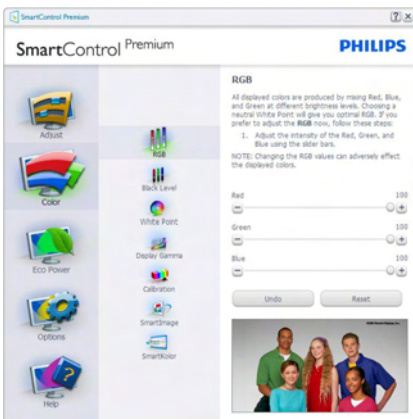 SmartControl Premium
SmartControl Premium
PHILIPS
Adjust
Color
Eco Power
Options
Help
RGB
Black Level
White Point
Display Gamma
Calibration
SmartImage
SmartKolor
RGB
All displayed colors are produced by mixing Red, Blue,
and Green at different brightness levels. Choosing a
neutral White Point will give you optimal RGB. If you
prefer to adjust the RGB now, follow these steps:
1. Adjust the intensity of the Red, Green, and
Blue using the slider bars.
NOTE: Changing the RGB values can adversely effect
the displayed colors.
Red 100
Green 100
Blue 100
Undo Reset